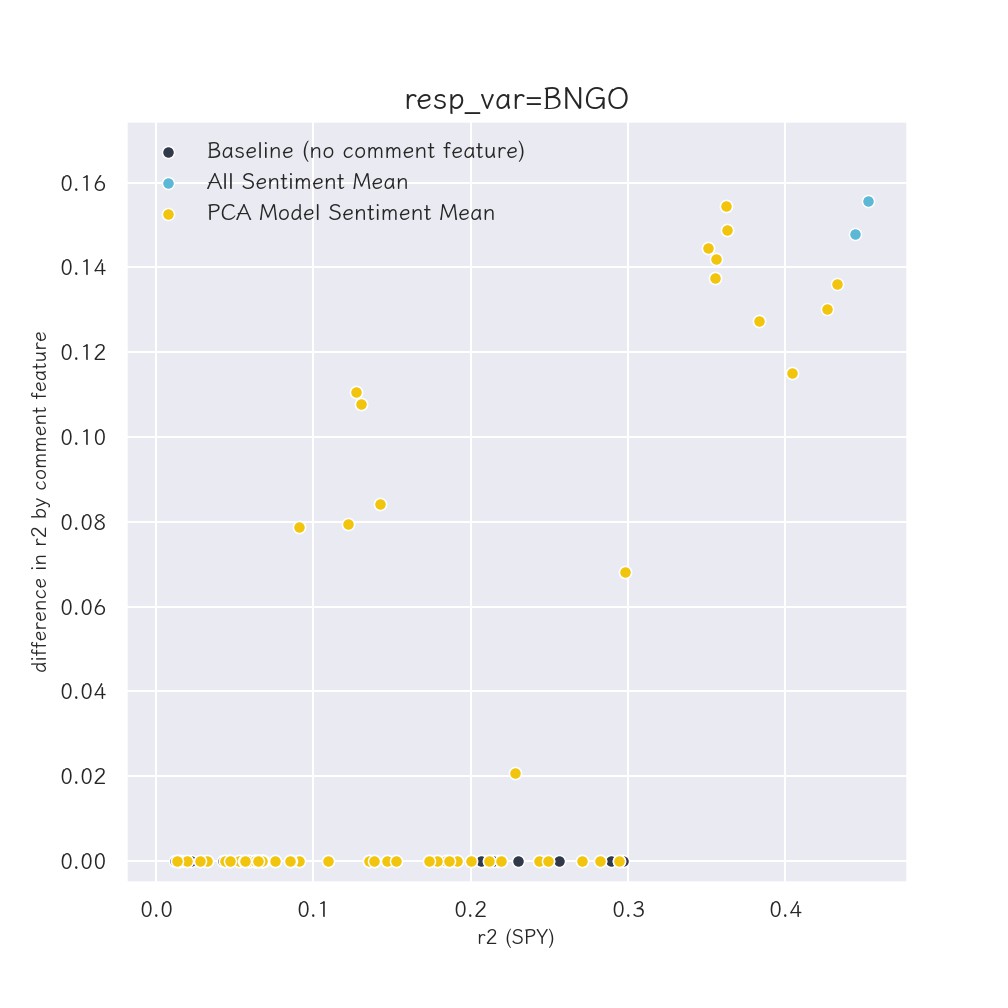 resp_var=BNGO
Baseline (no comment feature)
All Sentiment Mean
PCA Model Sentiment Mean
0.16
0.14
0.12
0.10
0.08
0.06
0.04
0.02
0.00
difference in r2 by comment feature
0.0 0.1 0.2 0.3 0.4
r2 (SPY)